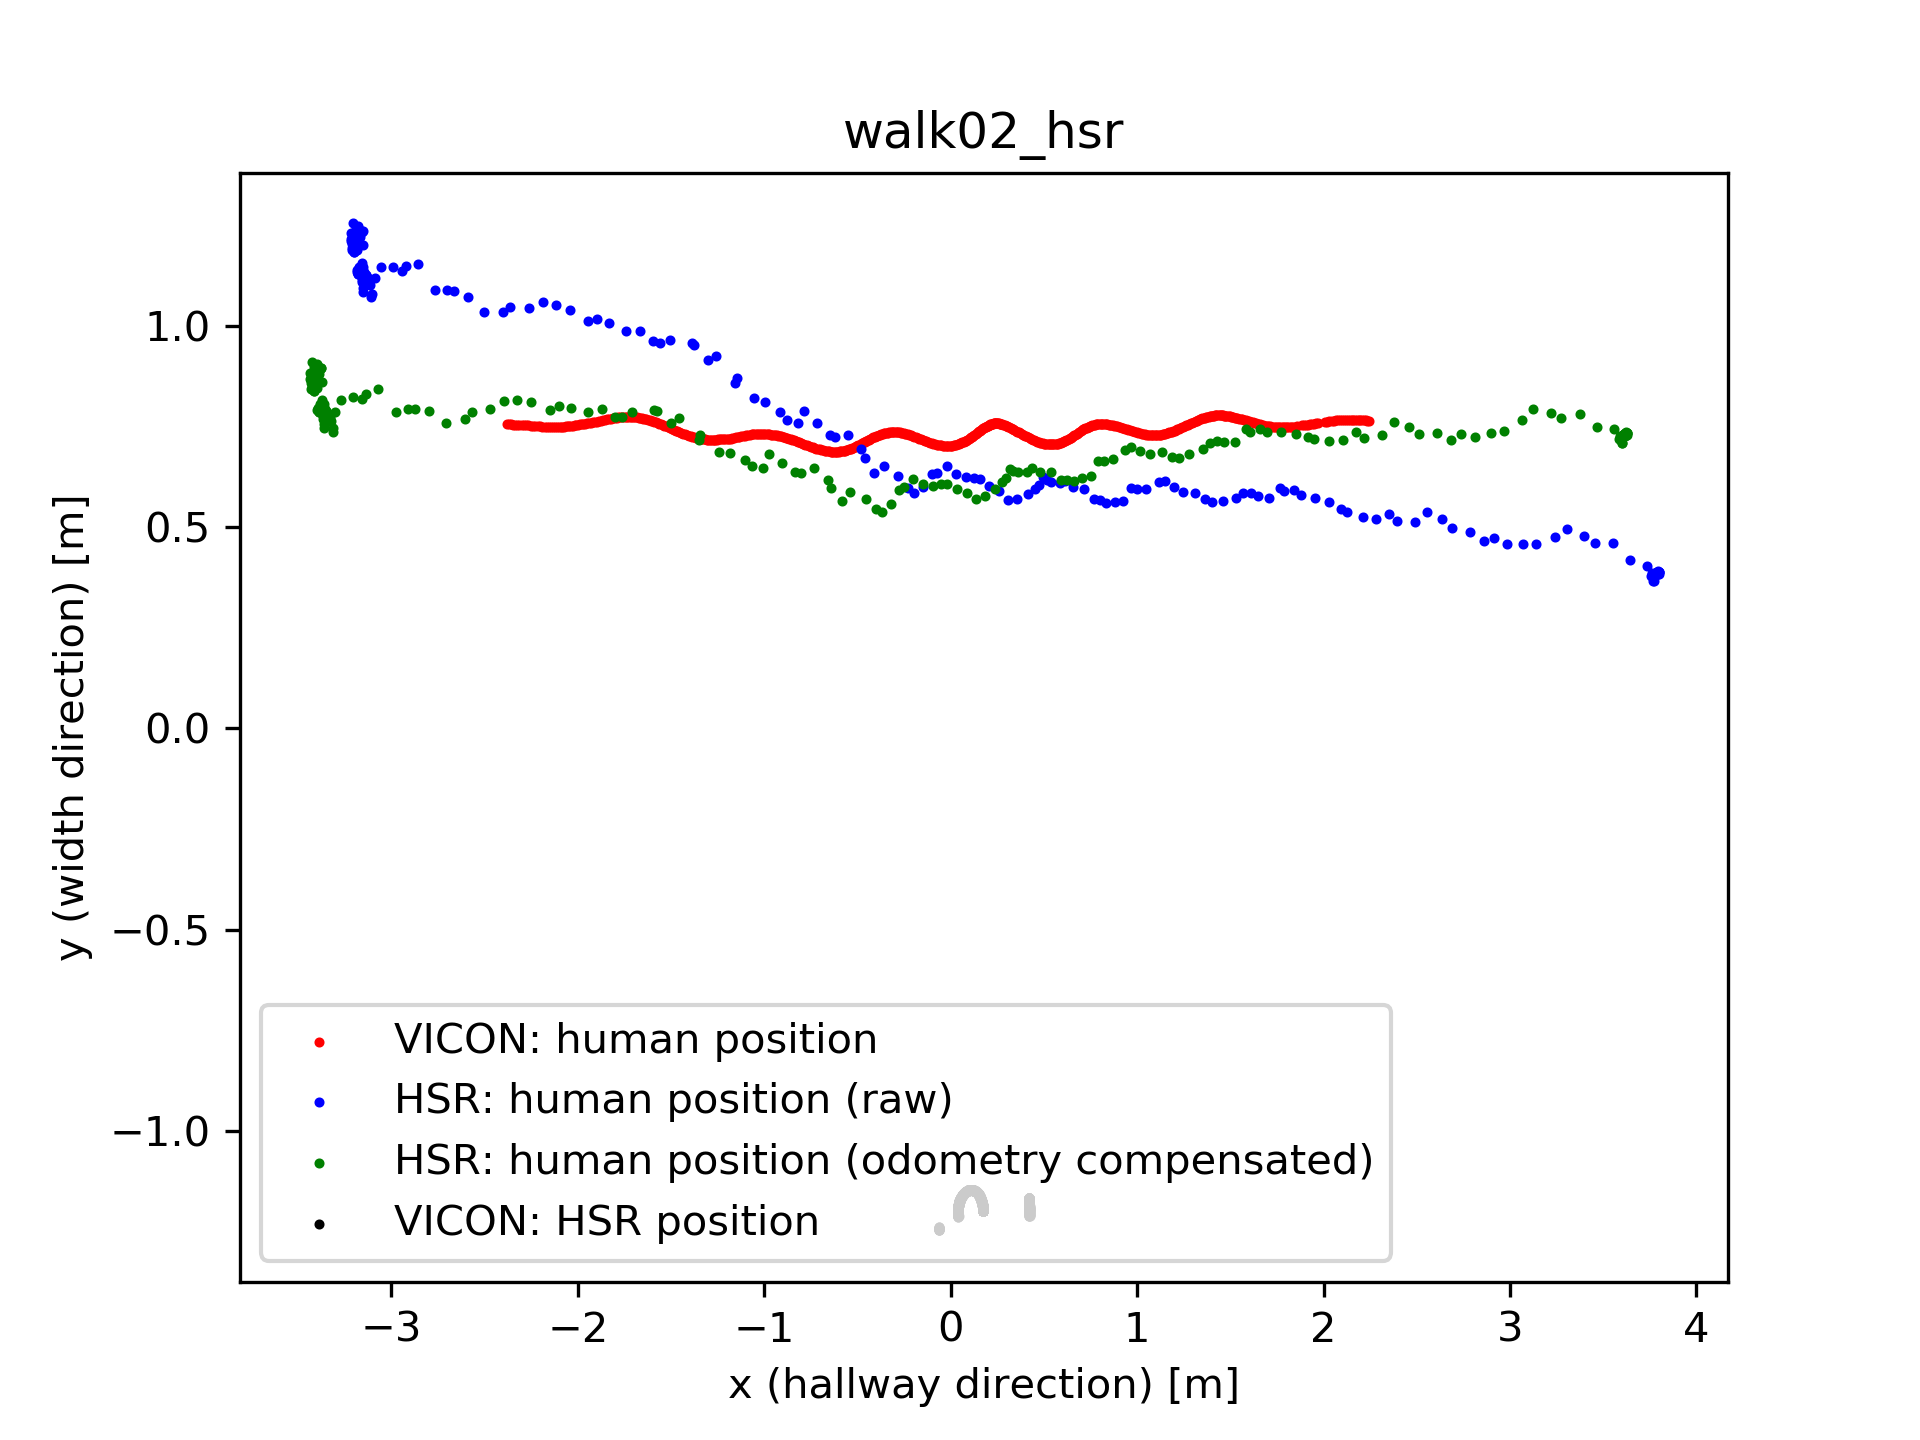 walk02_hsr
y (width direction) [m]
1.0
0.5
0.0
−0.5
−1.0
VICON: human position
HSR: human position (raw)
HSR: human position (odometry compensated)
VICON: HSR position
−3 −2 −1 0 1 2 3 4
x (hallway direction) [m]